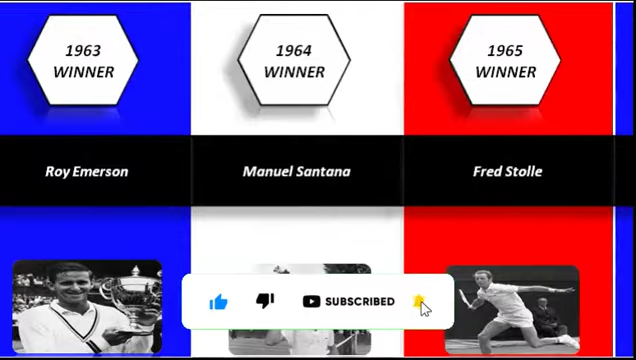 1963
WINNER
1964
WINNER
1965
WINNER
Roy Emerson
Manuel Santana
Fred Stolle
SUBSCRIBED